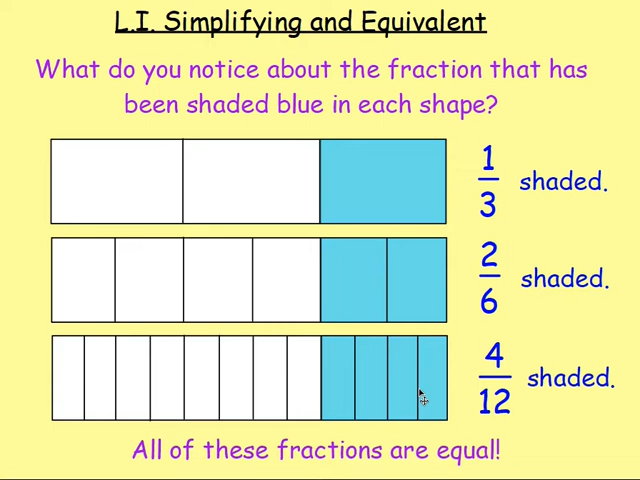 L.I. Simplifying and Equivalent
What do you notice about the fraction that has
been shaded blue in each shape?
1/3 shaded.
2/6 shaded.
4/12 shaded.
All of these fractions are equal!